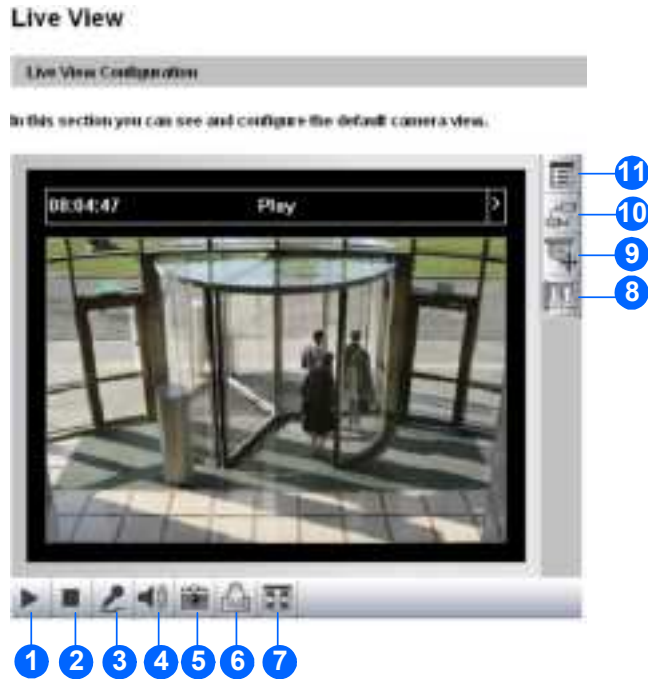 Live View
Live View Configuration
In this section you can see and configure the default camera view.
08:04:47 Play >
11
10
9
8
1 2 3 4 5 6 7